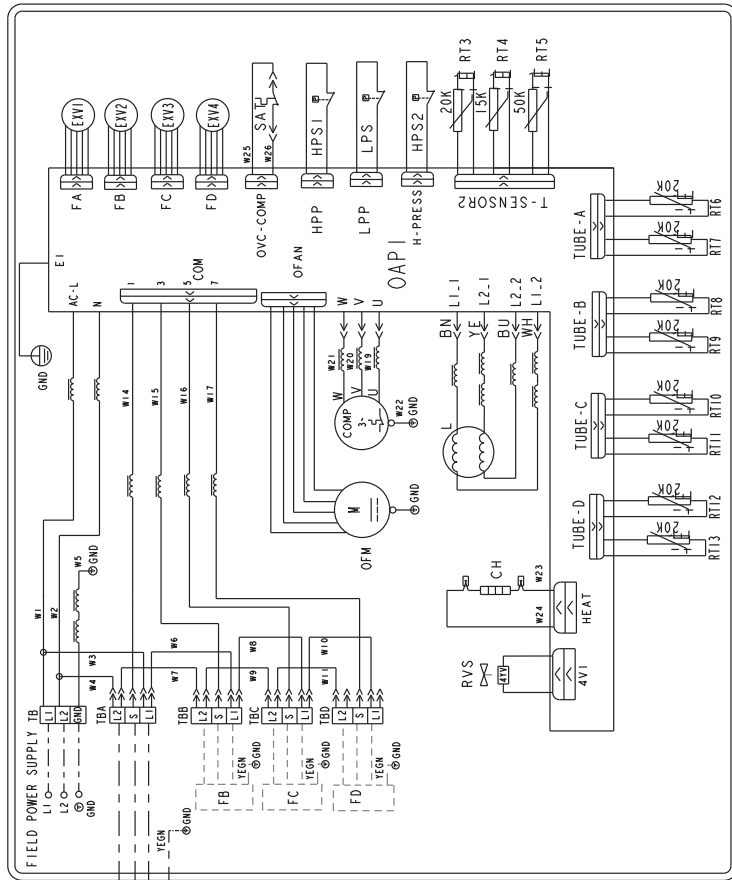 EXV1
EXV2
EXV3
EXV4
FA
FB
FC
FD
W25
W26
SAT
OVC-COMP
HPS1
HPP
LPS
LPP
HPS2
H-PRESS
RT3
RT4
RT5
20K
15K
50K
T-SENSOR2
E1
GND
AC-L
N
COM
1
3
5
7
OFAN
OAP1
W
V
U
W21
W20
W19
W
V
U
COMP
3~
W22
GND
M
OFM
GND
BN
YE
BU
WH
L1_1
L2_1
L2_2
L1_2
L
TUBE-A
20K
RT6
20K
RT7
TUBE-B
20K
RT8
20K
RT9
TUBE-C
20K
RT10
20K
RT11
TUBE-D
20K
RT12
20K
RT13
W14
W15
W16
W17
CH
W23
W24
HEAT
RVS
4YV
4V1
W1
W2
W5
GND
W3
W4
W6
W7
W8
W9
W10
W11
FIELD POWER SUPPLY
TB
L1
L2
GND
TBA
L2
S
L1
TBB
L2
S
L1
TBC
L2
S
L1
TBD
L2
S
L1
L1
L2
GND
YEGN
GND
FB
YEGN
GND
FC
YEGN
GND
FD
YEGN
GND